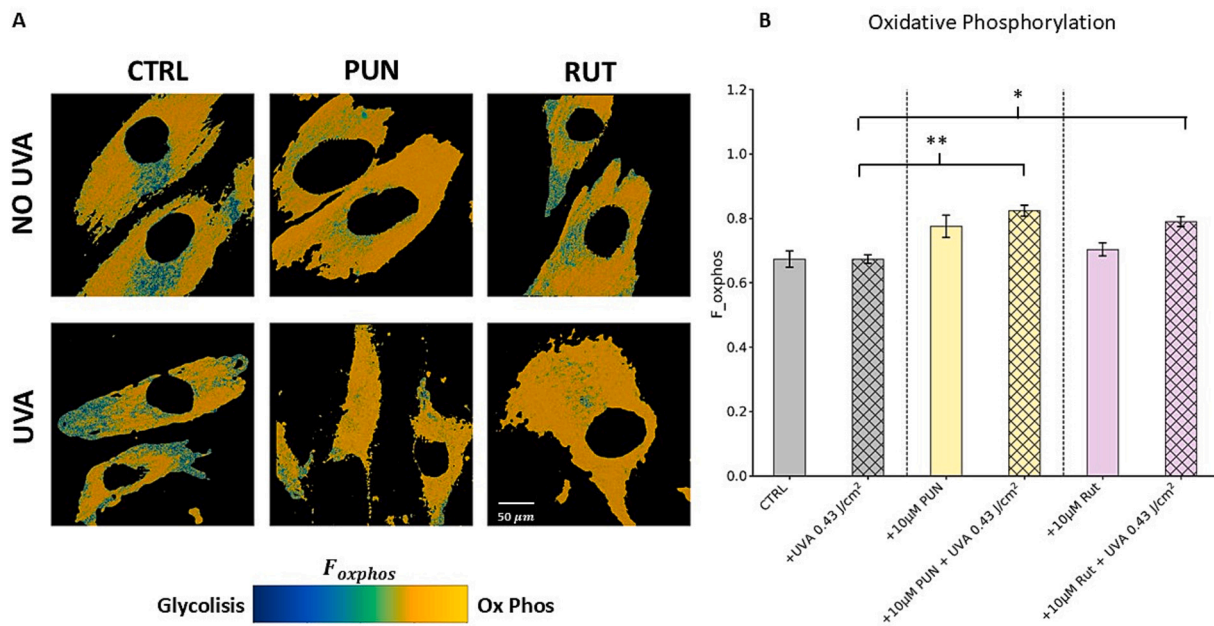 A
CTRL
PUN
RUT
NO UVA
UVA
50 μm
F_oxphos
Glycolisis
Ox Phos
B
Oxidative Phosphorylation
F_oxphos
1.2
1.0
0.8
0.6
0.4
0.2
0.0
*
**
CTRL
+UVA 0.43 J/cm²
+10μM PUN
+10μM PUN + UVA 0.43 J/cm²
+10μM Rut
+10μM Rut + UVA 0.43 J/cm²